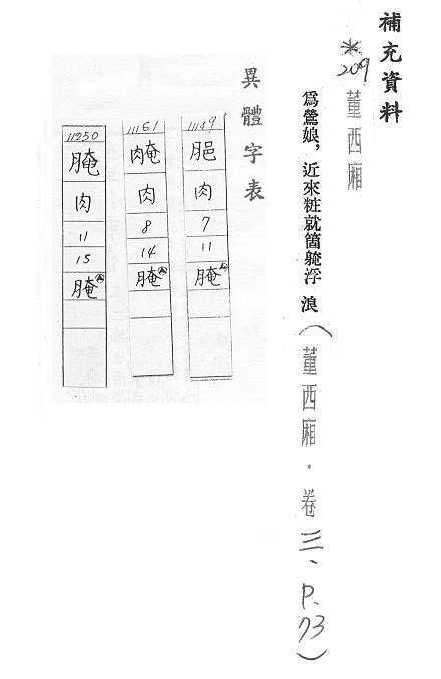 補充資料
*209 董西廂
爲鶯娘，近來粧就箇醃浮浪（董西廂．卷三、P.73）
異體字表
11149 肥 肉 7 11 腌
11161 腌 肉 8 14 腌
11250 腌 肉 11 15 腌